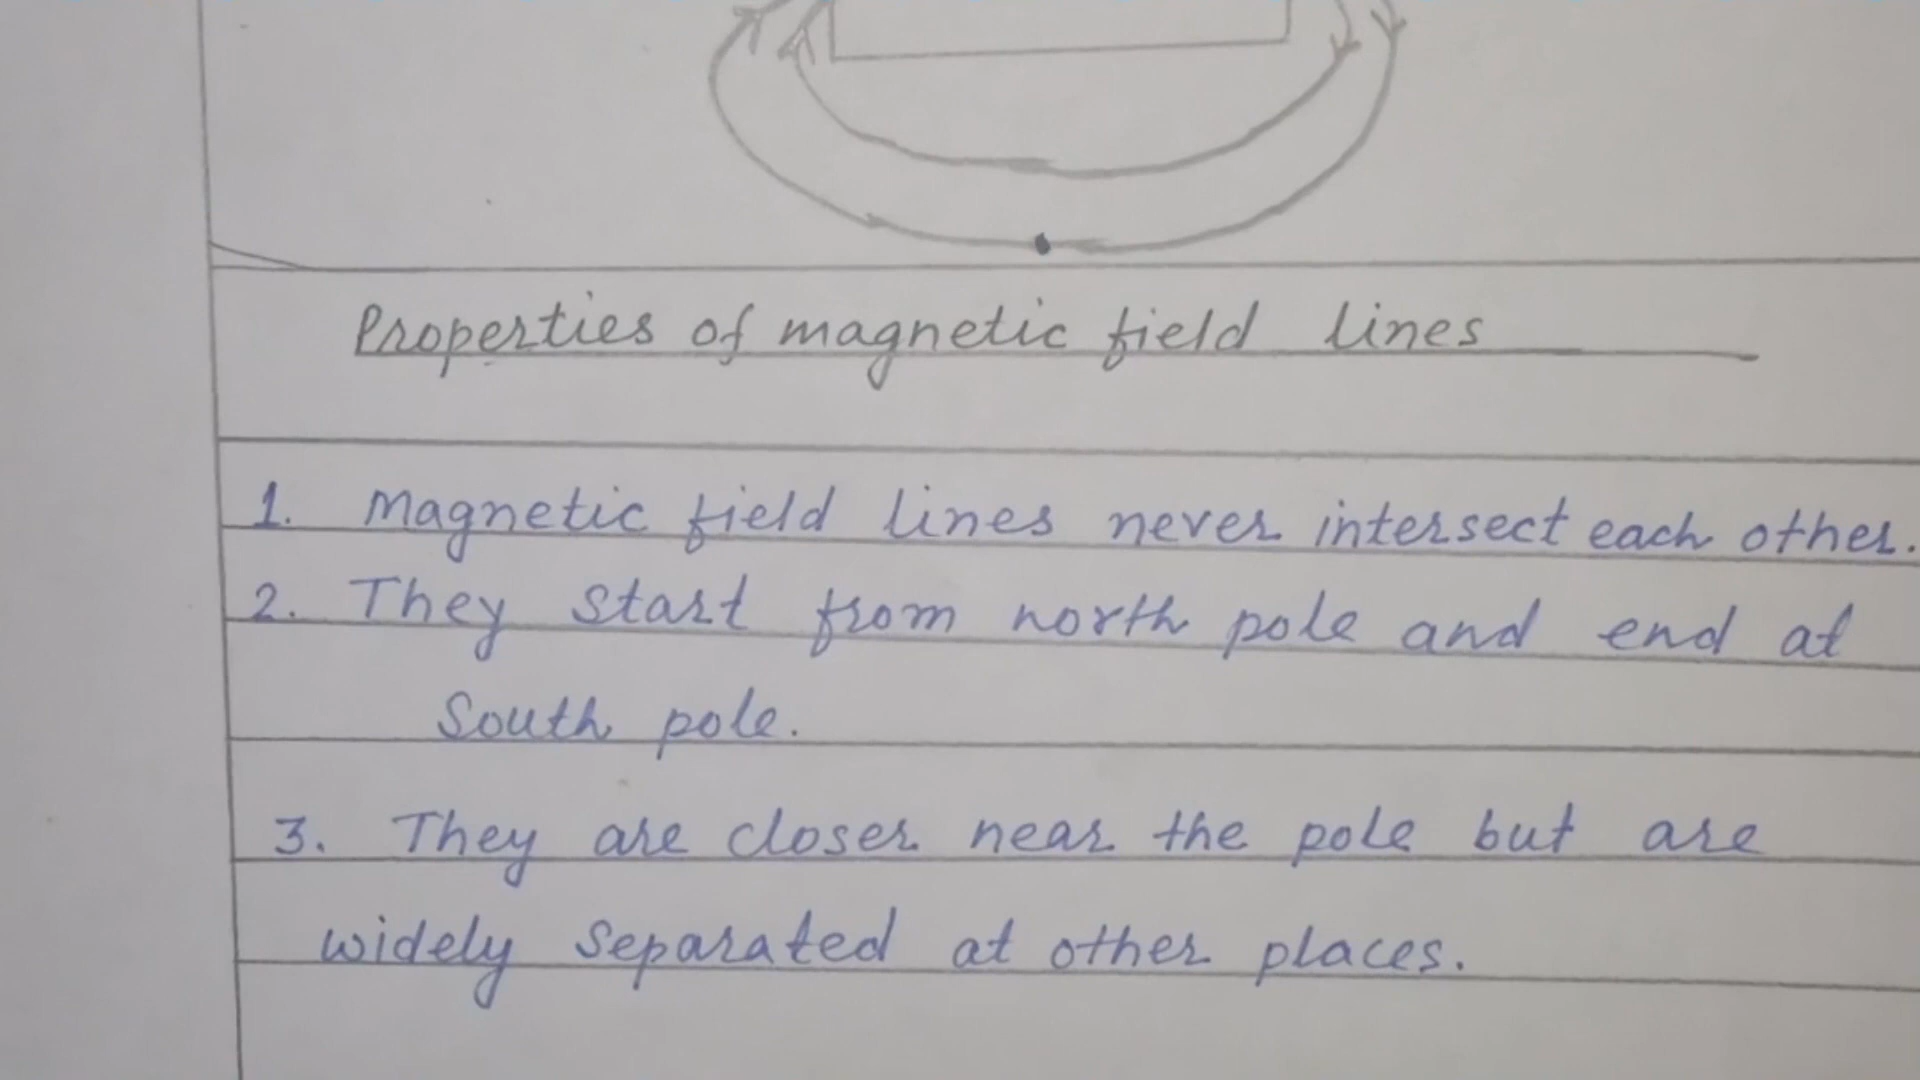 Properties of magnetic field lines
1. Magnetic field lines never intersect each other.
2. They start from north pole and end at
South pole.
3. They are closer near the pole but are
widely separated at other places.